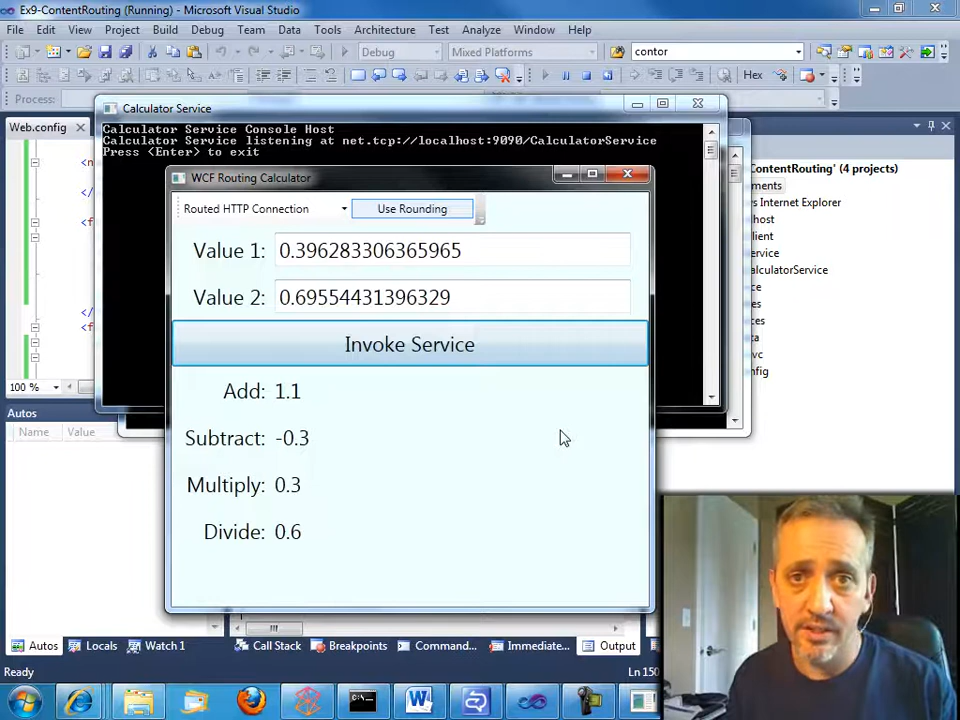 Ex9-ContentRouting (Running) - Microsoft Visual Studio
File Edit View Project Build Debug Team Data Tools Architecture Test Analyze Window Help
Debug Mixed Platforms contor
Hex
Process:
Calculator Service
Web.config
Calculator Service Console Host
Calculator Service listening at net.tcp://localhost:9090/CalculatorService
Press <Enter> to exit
ContentRouting' (4 projects)
WCF Routing Calculator
Routed HTTP Connection Use Rounding
Value 1: 0.396283306365965
Value 2: 0.69554431396329
Invoke Service
Add: 1.1
Subtract: -0.3
Multiply: 0.3
Divide: 0.6
100 %
Autos
Name Value
Autos Locals Watch 1 Call Stack Breakpoints Command... Immediate... Output
Ready Ln 150